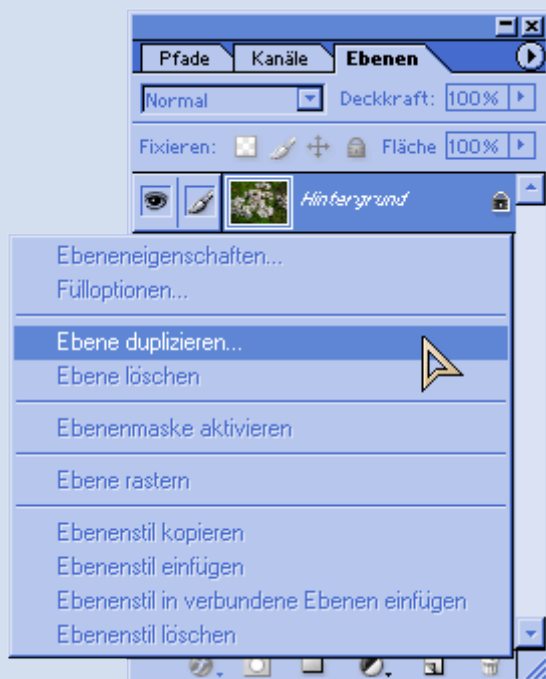 Pfade Kanäle Ebenen
Normal Deckkraft: 100%
Fixieren: Fläche 100%
Hintergrund
Ebeneneigenschaften...
Fülloptionen...
Ebene duplizieren...
Ebene löschen
Ebenenmaske aktivieren
Ebene rastern
Ebenenstil kopieren
Ebenenstil einfügen
Ebenenstil in verbundene Ebenen einfügen
Ebenenstil löschen